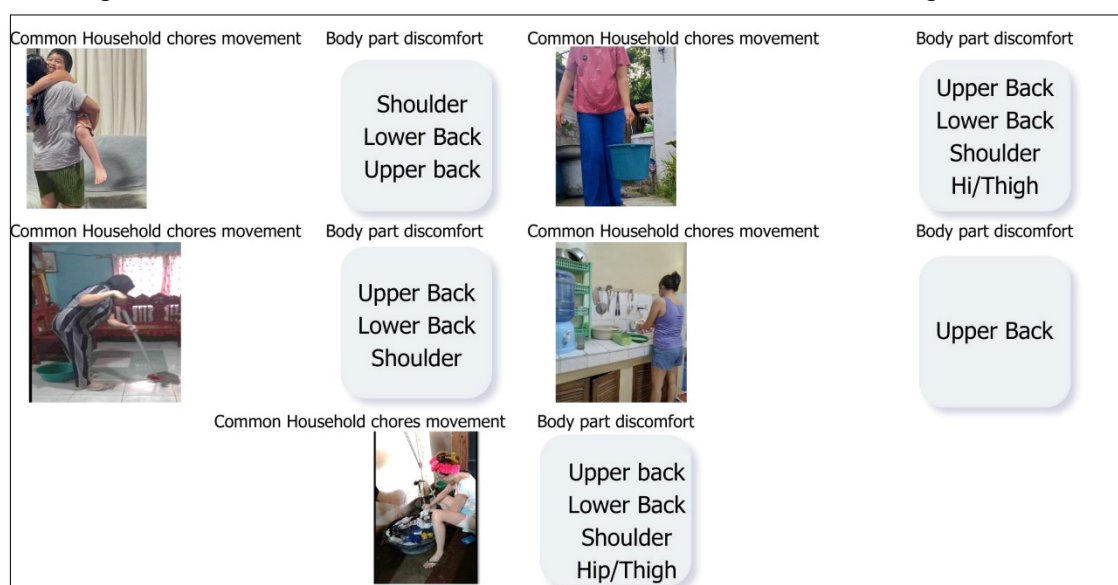 Common Household chores movement
Body part discomfort
Shoulder
Lower Back
Upper back
Common Household chores movement
Body part discomfort
Upper Back
Lower Back
Shoulder
Hi/Thigh
Common Household chores movement
Body part discomfort
Upper Back
Lower Back
Shoulder
Common Household chores movement
Body part discomfort
Upper Back
Common Household chores movement
Body part discomfort
Upper back
Lower Back
Shoulder
Hip/Thigh